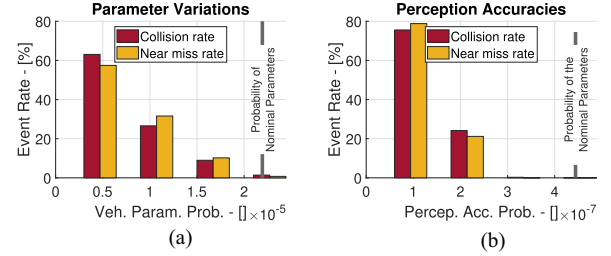 Parameter Variations
Event Rate - [%]
80
60
40
20
0
Collision rate
Near miss rate
Probability of
Nominal Parameters
0 0.5 1 1.5 2
Veh. Param. Prob. - [] ×10⁻⁵
(a)
Perception Accuracies
Event Rate - [%]
80
60
40
20
0
Collision rate
Near miss rate
Probability of the
Nominal Parameters
0 1 2 3 4
Percep. Acc. Prob. - [] ×10⁻⁷
(b)